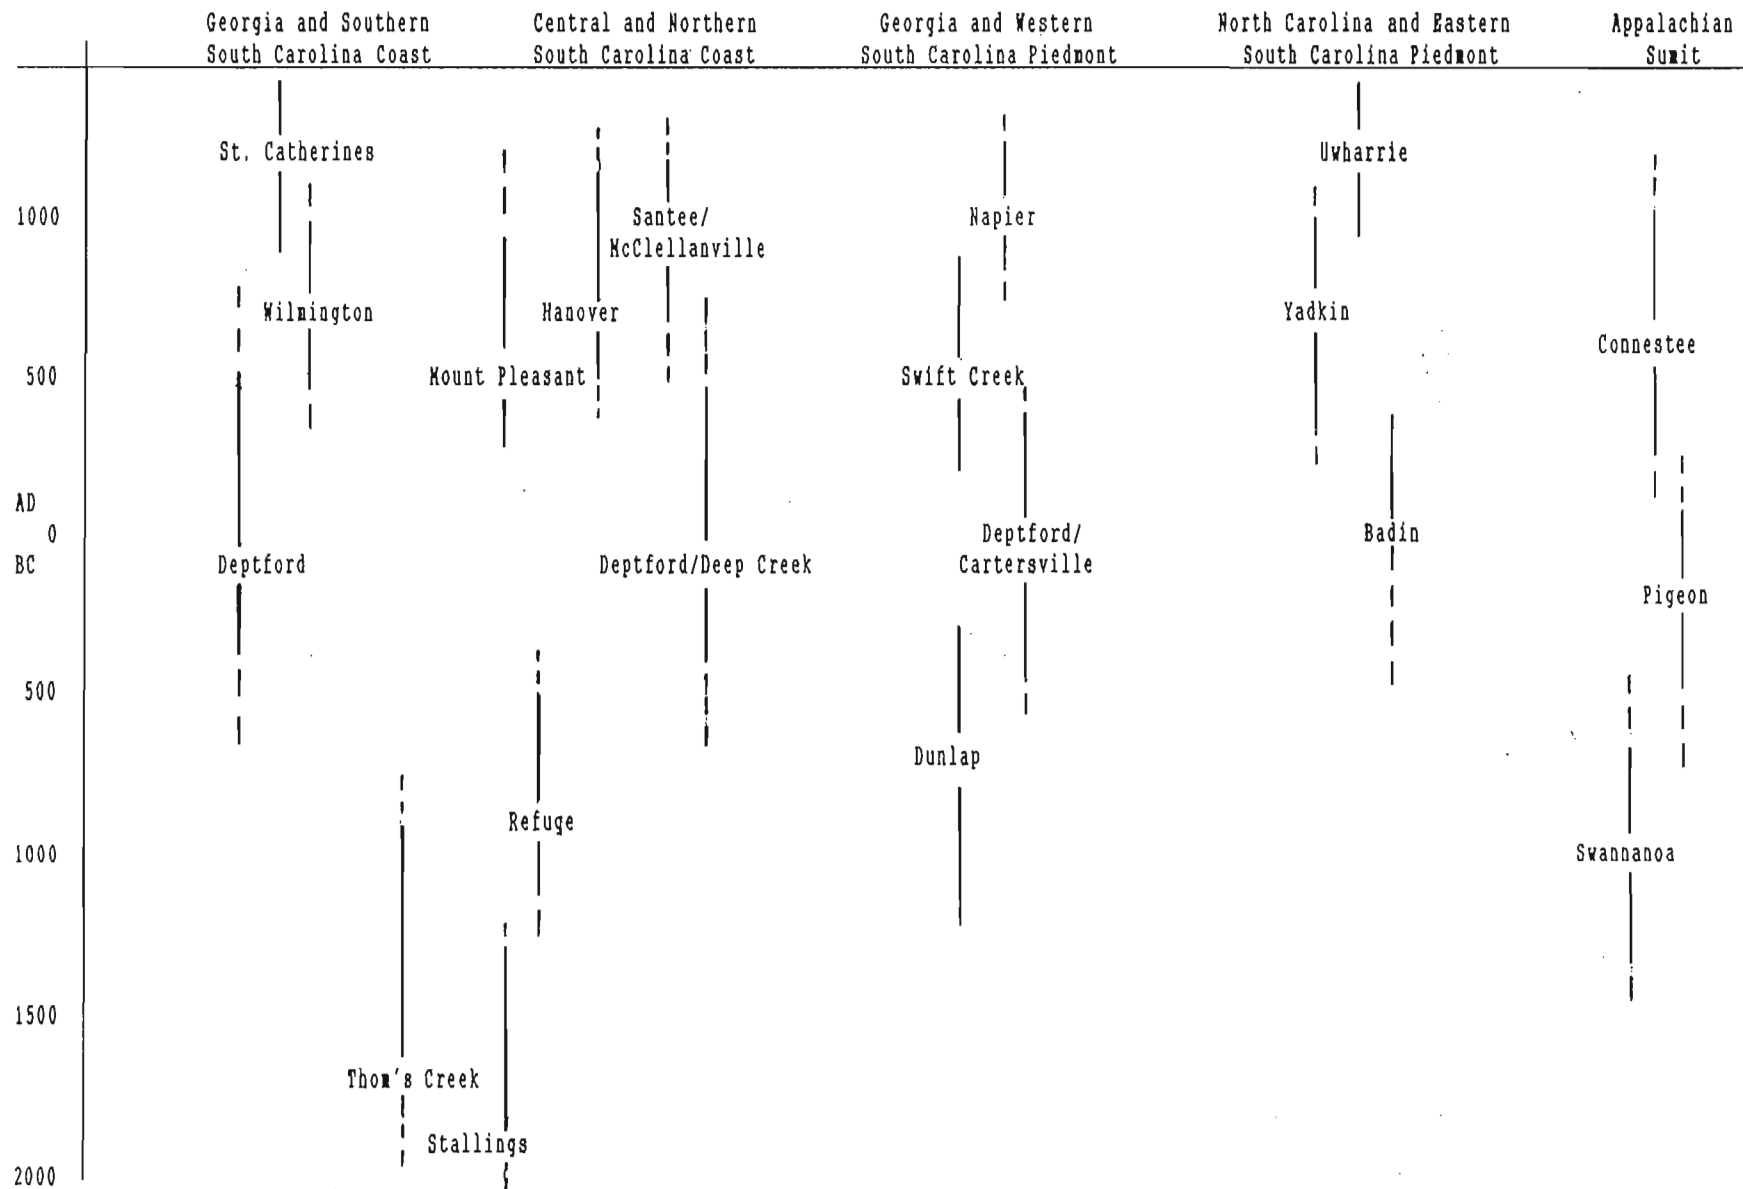 Georgia and Southern
South Carolina Coast
Central and Northern
South Carolina Coast
Georgia and Western
South Carolina Piedmont
North Carolina and Eastern
South Carolina Piedmont
Appalachian
Sumit
St. Catherines
Uwharrie
1000
Santee/
McClellanville
Napier
Wilmington
Hanover
Yadkin
Connestee
500
Mount Pleasant
Swift Creek
AD
0
BC
Deptford/
Cartersville
Badin
Deptford
Deptford/Deep Creek
Pigeon
500
Dunlap
Refuge
1000
Swannanoa
1500
Thom's Creek
Stallings
2000